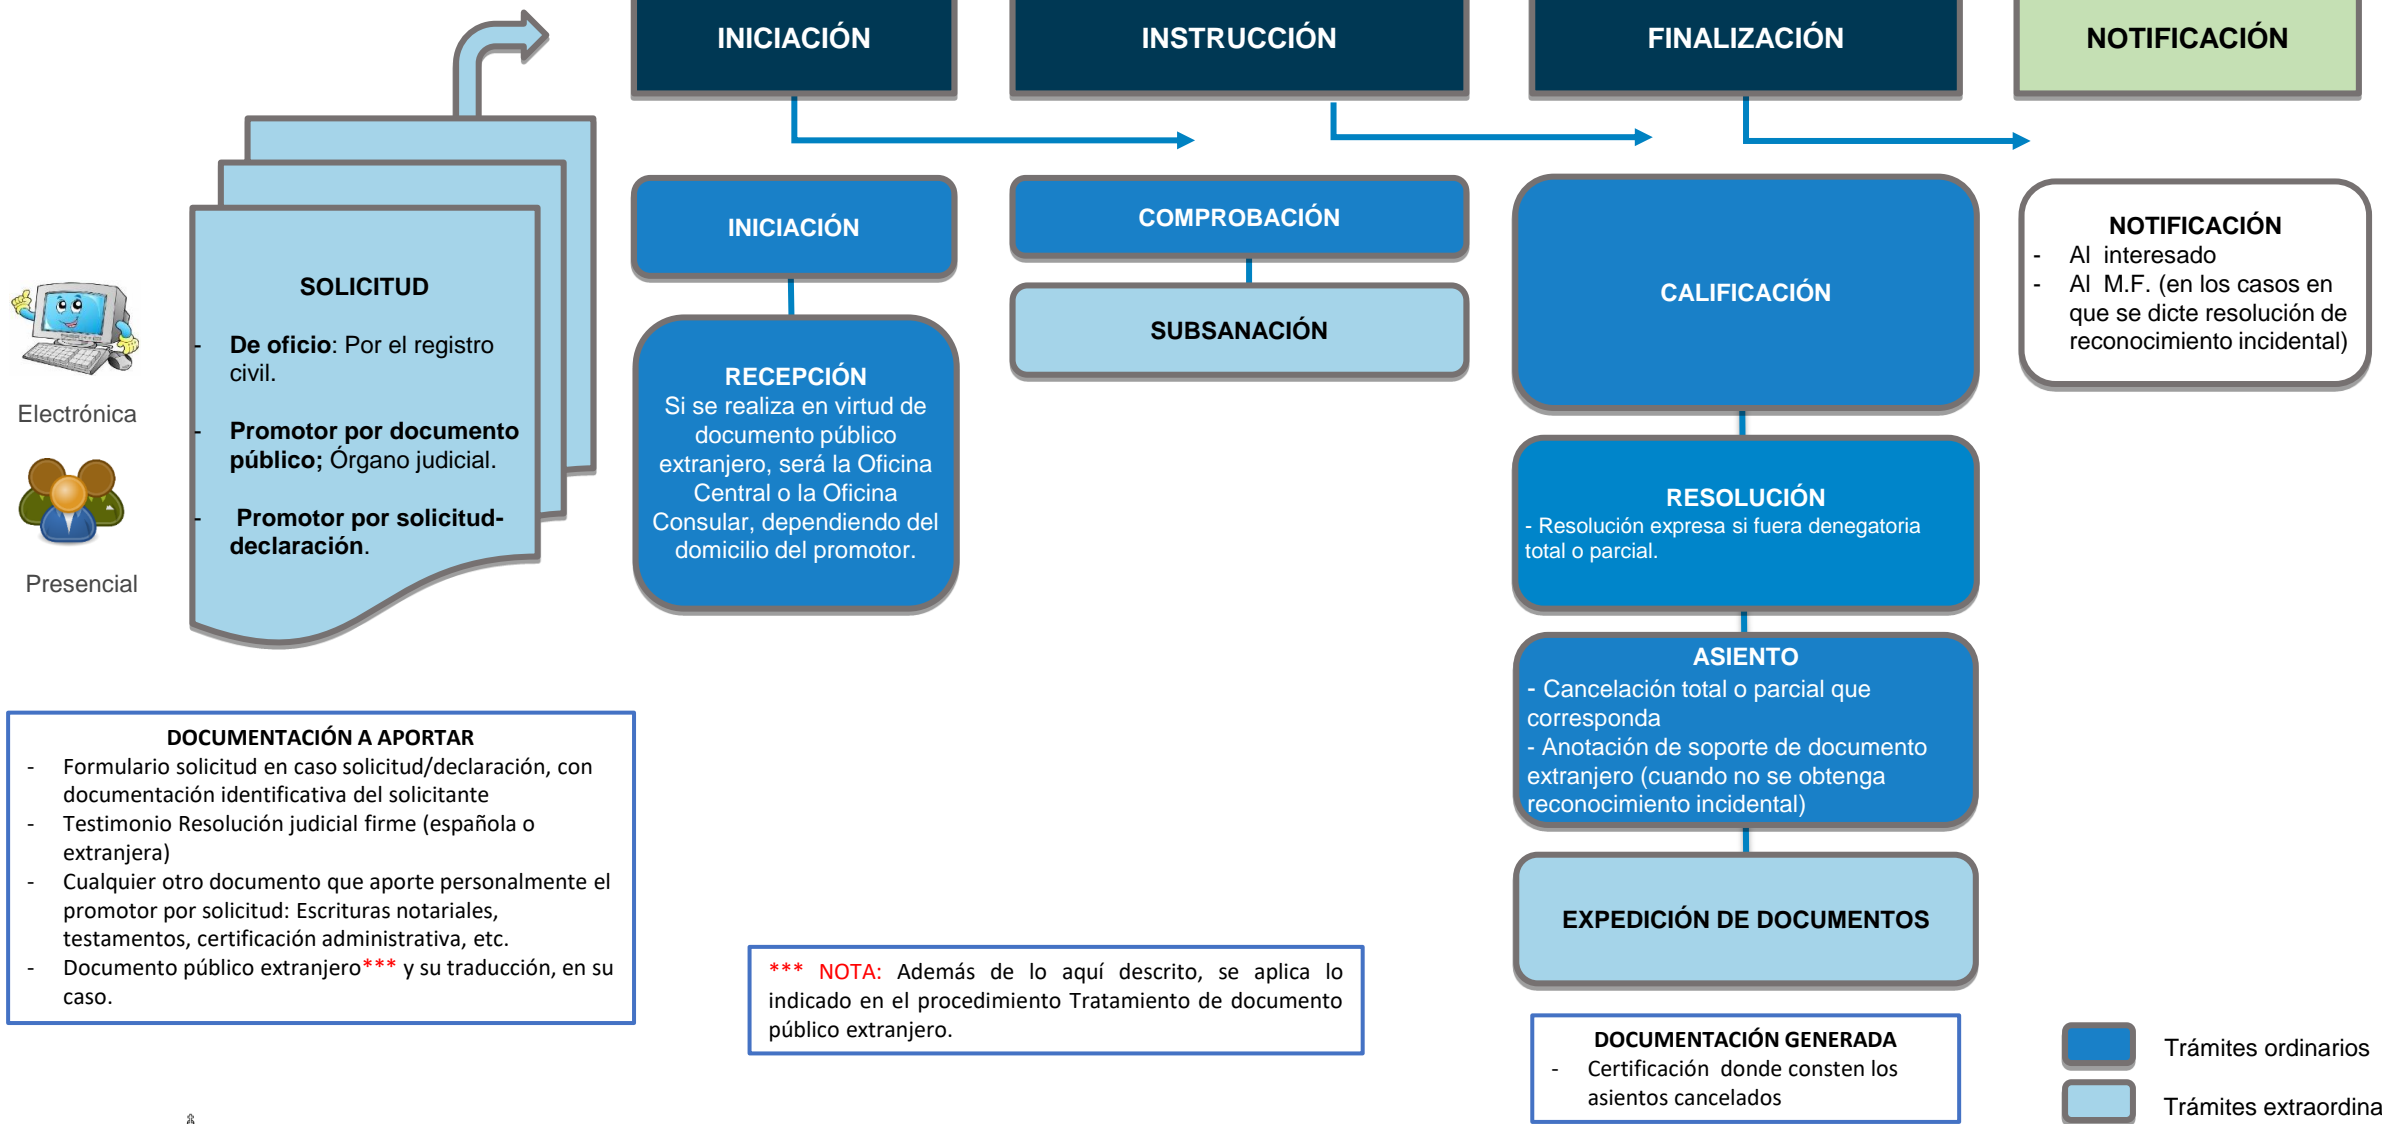 INICIACIÓN
INSTRUCCIÓN
FINALIZACIÓN
NOTIFICACIÓN
Electrónica
Presencial
SOLICITUD
- De oficio: Por el registro
civil.
- Promotor por documento
público; Órgano judicial.
- Promotor por solicitud-
declaración.
INICIACIÓN
RECEPCIÓN
Si se realiza en virtud de
documento público
extranjero, será la Oficina
Central o la Oficina
Consular, dependiendo del
domicilio del promotor.
COMPROBACIÓN
SUBSANACIÓN
CALIFICACIÓN
RESOLUCIÓN
- Resolución expresa si fuera denegatoria
total o parcial.
ASIENTO
- Cancelación total o parcial que
corresponda
- Anotación de soporte de documento
extranjero (cuando no se obtenga
reconocimiento incidental)
EXPEDICIÓN DE DOCUMENTOS
NOTIFICACIÓN
- Al interesado
- Al M.F. (en los casos en
que se dicte resolución de
reconocimiento incidental)
DOCUMENTACIÓN A APORTAR
- Formulario solicitud en caso solicitud/declaración, con
documentación identificativa del solicitante
- Testimonio Resolución judicial firme (española o
extranjera)
- Cualquier otro documento que aporte personalmente el
promotor por solicitud: Escrituras notariales,
testamentos, certificación administrativa, etc.
- Documento público extranjero*** y su traducción, en su
caso.
*** NOTA: Además de lo aquí descrito, se aplica lo
indicado en el procedimiento Tratamiento de documento
público extranjero.
DOCUMENTACIÓN GENERADA
- Certificación donde consten los
asientos cancelados
Trámites ordinarios
Trámites extraordina